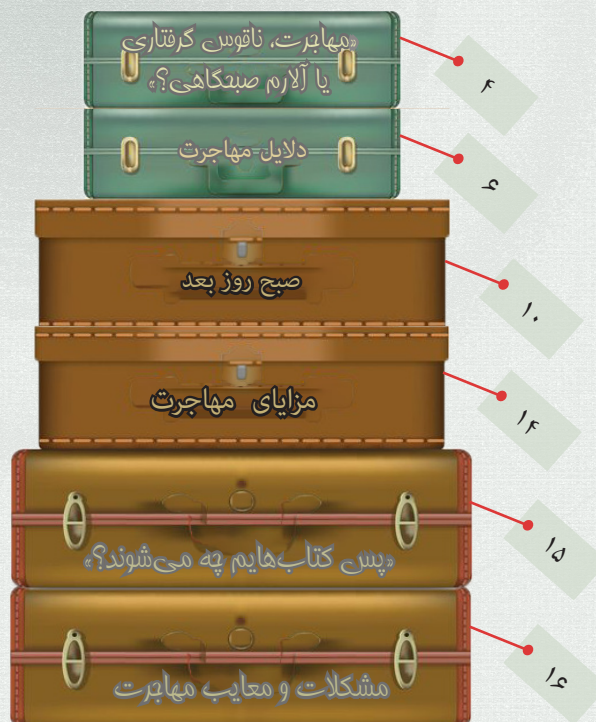 «مهاجرت، ناقوس گرفتاری
یا آلارم صبحگاهی؟»
۴
دلایل مهاجرت
۶
صبح روز بعد
۱۰
مزایای مهاجرت
۱۴
«پس کتاب‌هایم چه می‌شوند؟»
۱۵
مشکلات و معایب مهاجرت
۱۶